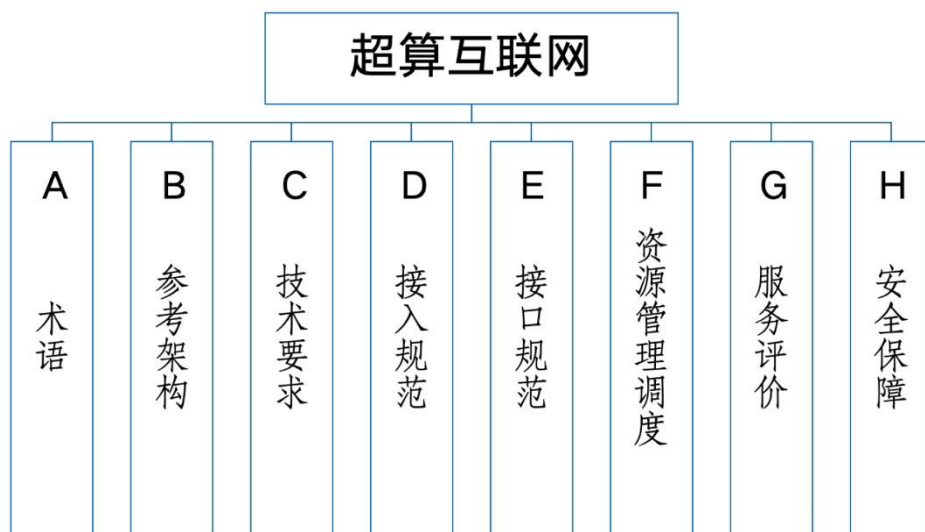 超算互联网
A
术语
B
参考架构
C
技术要求
D
接入规范
E
接口规范
F
资源管理调度
G
服务评价
H
安全保障